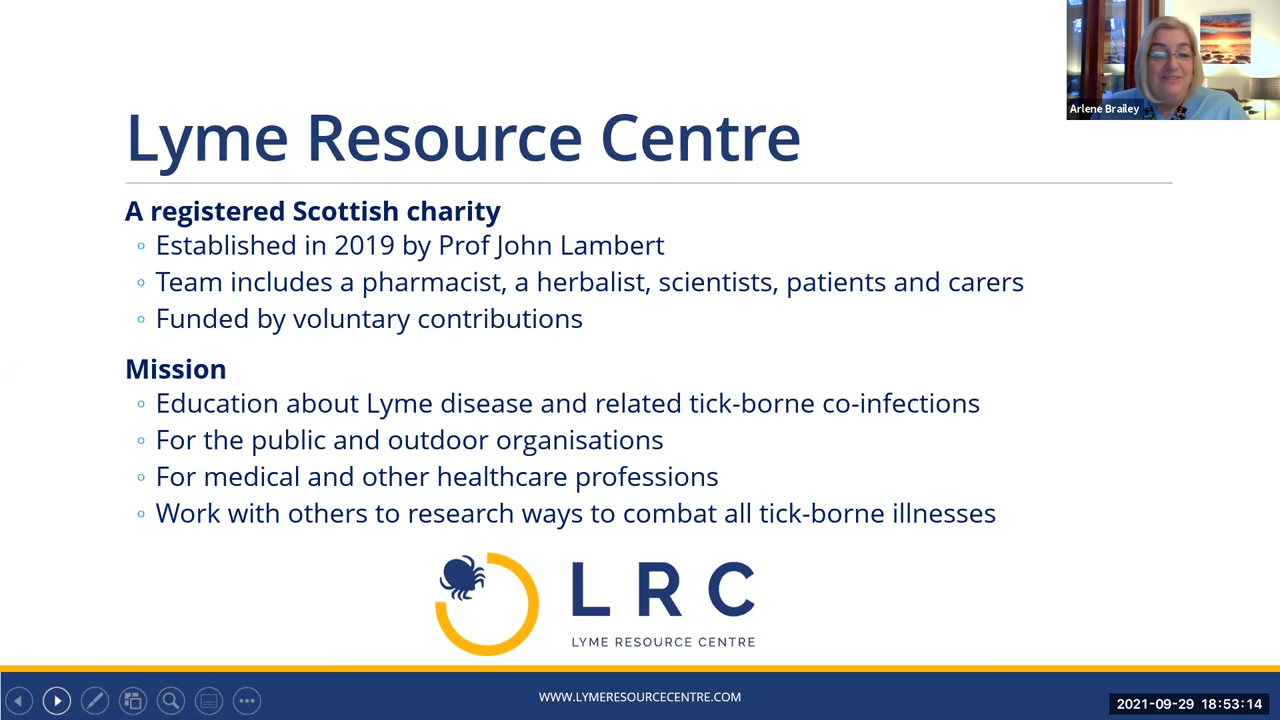 Arlene Brailey
Lyme Resource Centre
A registered Scottish charity
◦ Established in 2019 by Prof John Lambert
◦ Team includes a pharmacist, a herbalist, scientists, patients and carers
◦ Funded by voluntary contributions
Mission
◦ Education about Lyme disease and related tick-borne co-infections
◦ For the public and outdoor organisations
◦ For medical and other healthcare professions
◦ Work with others to research ways to combat all tick-borne illnesses
LRC
LYME RESOURCE CENTRE
WWW.LYMERESOURCECENTRE.COM
2021-09-29 18:53:14